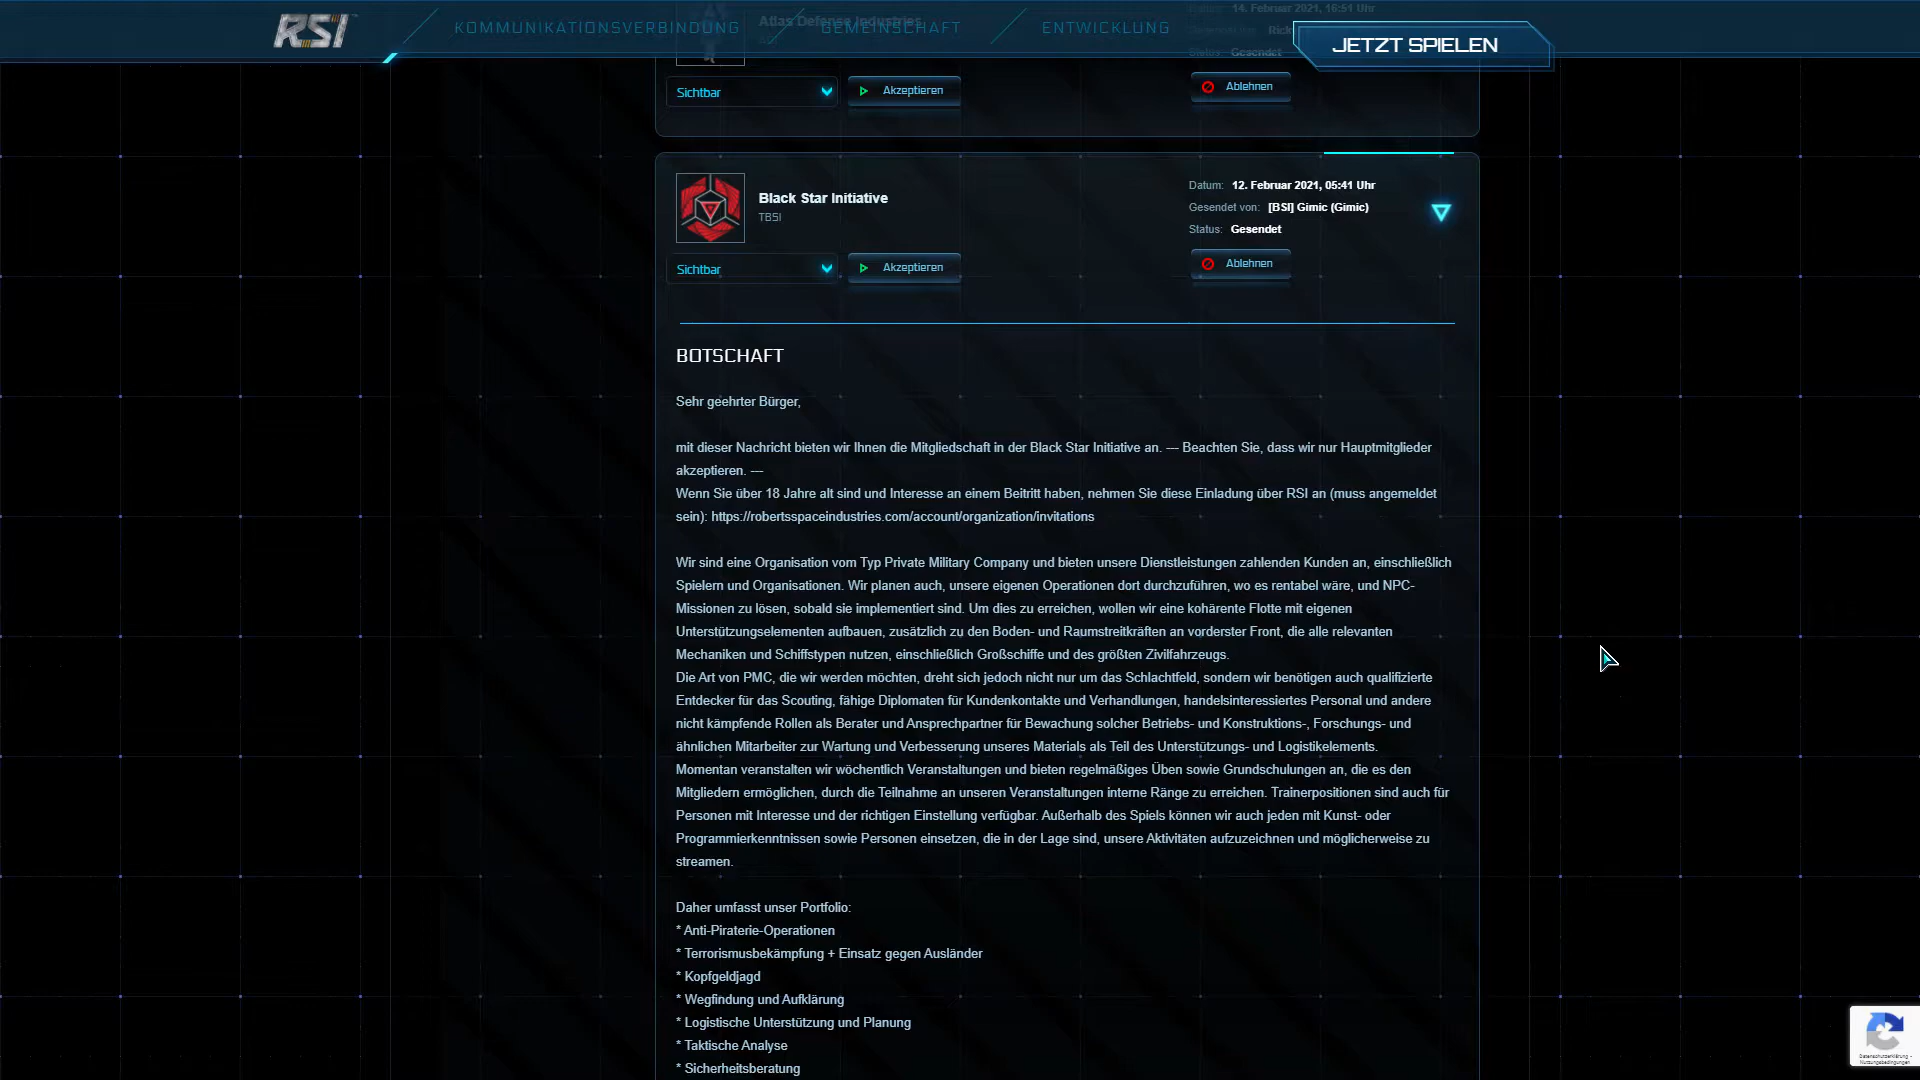 RSI
KOMMUNIKATIONSVERBINDUNG
GEMEINSCHAFT
ENTWICKLUNG
JETZT SPIELEN
Atlas Defense Industries
14. Februar 2021, 16:51 Uhr
Rick
Status: Gesendet
Sichtbar
Akzeptieren
Ablehnen
Black Star Initiative
TBSI
Datum: 12. Februar 2021, 05:41 Uhr
Gesendet von: [BSI] Gimic (Gimic)
Status: Gesendet
Sichtbar
Akzeptieren
Ablehnen
BOTSCHAFT
Sehr geehrter Bürger,
mit dieser Nachricht bieten wir Ihnen die Mitgliedschaft in der Black Star Initiative an. --- Beachten Sie, dass wir nur Hauptmitglieder
akzeptieren. ---
Wenn Sie über 18 Jahre alt sind und Interesse an einem Beitritt haben, nehmen Sie diese Einladung über RSI an (muss angemeldet
sein): https://robertsspaceindustries.com/account/organization/invitations
Wir sind eine Organisation vom Typ Private Military Company und bieten unsere Dienstleistungen zahlenden Kunden an, einschließlich
Spielern und Organisationen. Wir planen auch, unsere eigenen Operationen dort durchzuführen, wo es rentabel wäre, und NPC-
Missionen zu lösen, sobald sie implementiert sind. Um dies zu erreichen, wollen wir eine kohärente Flotte mit eigenen
Unterstützungselementen aufbauen, zusätzlich zu den Boden- und Raumstreitkräften an vorderster Front, die alle relevanten
Mechaniken und Schiffstypen nutzen, einschließlich Großschiffe und des größten Zivilfahrzeugs.
Die Art von PMC, die wir werden möchten, dreht sich jedoch nicht nur um das Schlachtfeld, sondern wir benötigen auch qualifizierte
Entdecker für das Scouting, fähige Diplomaten für Kundenkontakte und Verhandlungen, handelsinteressiertes Personal und andere
nicht kämpfende Rollen als Berater und Ansprechpartner für Bewachung solcher Betriebs- und Konstruktions-, Forschungs- und
ähnlichen Mitarbeiter zur Wartung und Verbesserung unseres Materials als Teil des Unterstützungs- und Logistikelements.
Momentan veranstalten wir wöchentlich Veranstaltungen und bieten regelmäßiges Üben sowie Grundschulungen an, die es den
Mitgliedern ermöglichen, durch die Teilnahme an unseren Veranstaltungen interne Ränge zu erreichen. Trainerpositionen sind auch für
Personen mit Interesse und der richtigen Einstellung verfügbar. Außerhalb des Spiels können wir auch jeden mit Kunst- oder
Programmierkenntnissen sowie Personen einsetzen, die in der Lage sind, unsere Aktivitäten aufzuzeichnen und möglicherweise zu
streamen.
Daher umfasst unser Portfolio:
* Anti-Piraterie-Operationen
* Terrorismusbekämpfung + Einsatz gegen Ausländer
* Kopfgeldjagd
* Wegfindung und Aufklärung
* Logistische Unterstützung und Planung
* Taktische Analyse
* Sicherheitsberatung
Datenschutzerklärung -
Nutzungsbedingungen